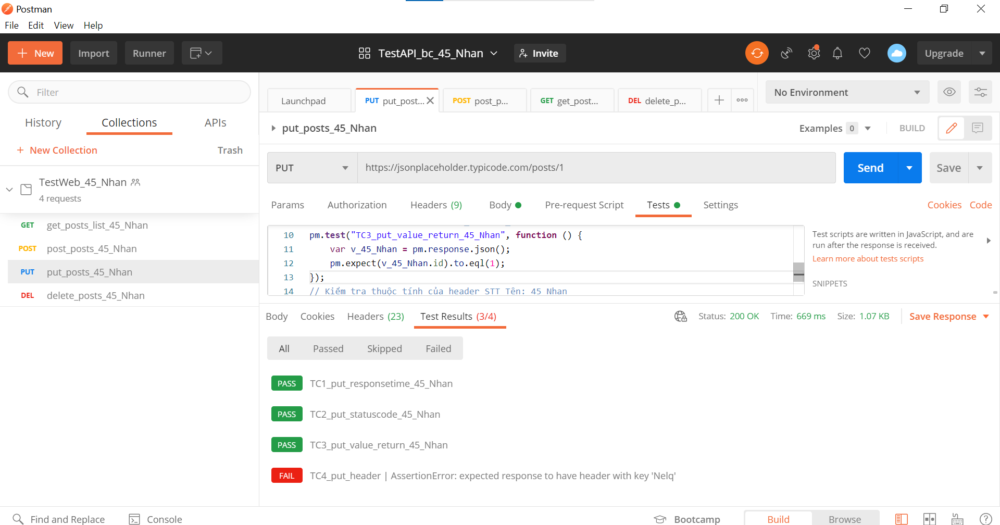 Postman
File Edit View Help
New Import Runner TestAPI_bc_45_Nhan Invite Upgrade
Filter
History Collections APIs
New Collection Trash
TestWeb_45_Nhan
4 requests
GET get_posts_list_45_Nhan
POST post_posts_45_Nhan
PUT put_posts_45_Nhan
DEL delete_posts_45_Nhan
Launchpad PUT put_post... POST post_p... GET get_post... DEL delete_p... No Environment
put_posts_45_Nhan Examples 0 BUILD
PUT https://jsonplaceholder.typicode.com/posts/1 Send Save
Params Authorization Headers (9) Body Pre-request Script Tests Settings Cookies Code
10 pm.test("TC3_put_value_return_45_Nhan", function () {
11 var v_45_Nhan = pm.response.json();
12 pm.expect(v_45_Nhan.id).to.eql(1);
13 });
14 // Kiểm tra thuộc tính của header STT Tên: 45 Nhan
Test scripts are written in JavaScript, and are
run after the response is received.
Learn more about tests scripts
SNIPPETS
Body Cookies Headers (23) Test Results (3/4) Status: 200 OK Time: 669 ms Size: 1.07 KB Save Response
All Passed Skipped Failed
PASS TC1_put_responsetime_45_Nhan
PASS TC2_put_statuscode_45_Nhan
PASS TC3_put_value_return_45_Nhan
FAIL TC4_put_header | AssertionError: expected response to have header with key 'Nelq'
Find and Replace Console Bootcamp Build Browse